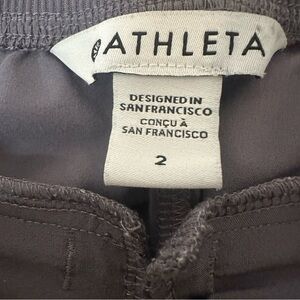 ATHLETA
DESIGNED IN
SAN FRANCISCO
CONÇU À
SAN FRANCISCO
2